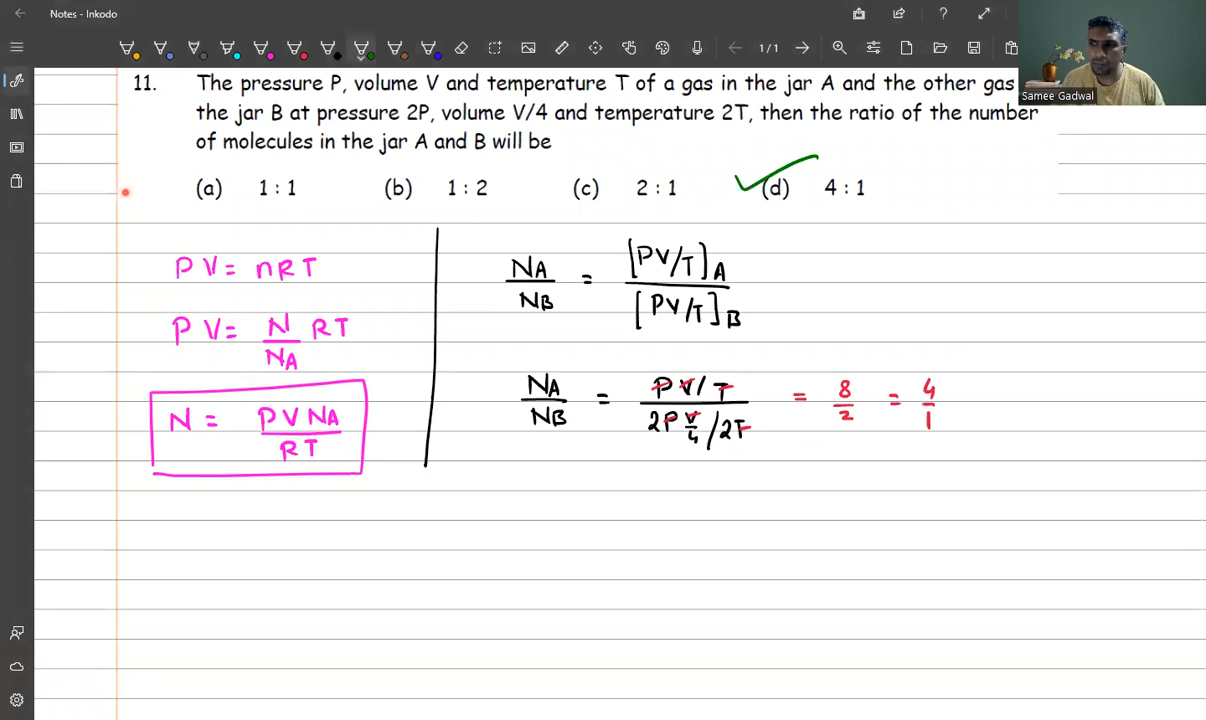 Notes - Inkodo
1/1
Samee Gadwal
11. The pressure P, volume V and temperature T of a gas in the jar A and the other gas
the jar B at pressure 2P, volume V/4 and temperature 2T, then the ratio of the number
of molecules in the jar A and B will be
(a) 1 : 1 (b) 1 : 2 (c) 2 : 1 (d) 4 : 1
PV = nRT
PV = N/NA RT
N = PVNA/RT
NA/NB = [PV/T]A/[PV/T]B
NA/NB = PV/T / 2P V/4 /2T = 8/2 = 4/1